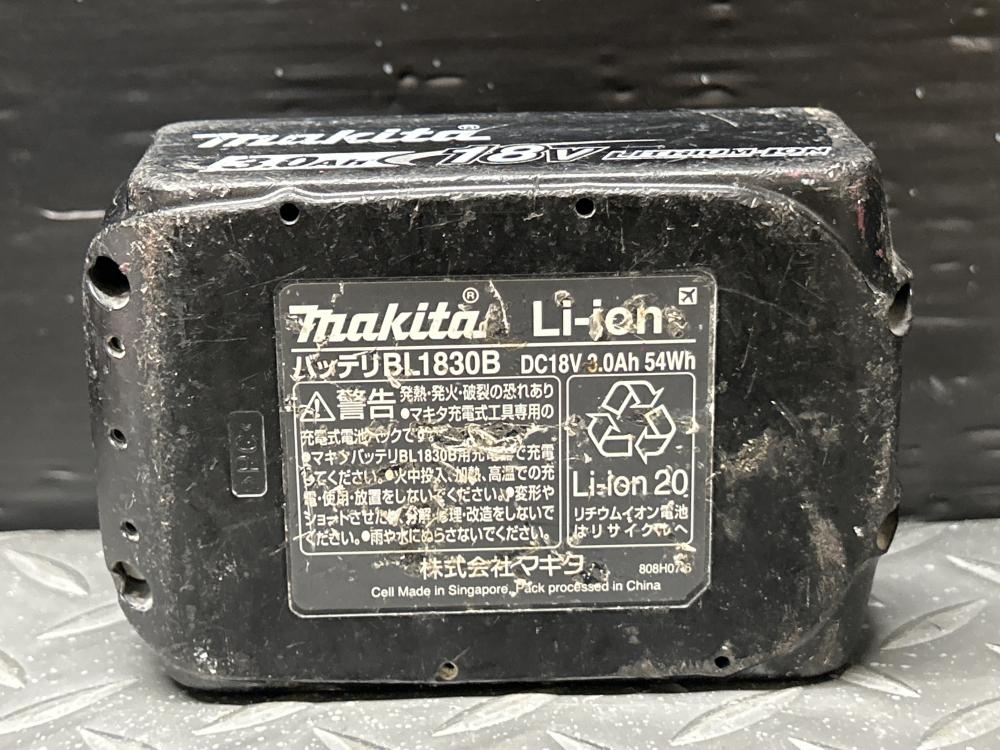 makita®
3.0Ah 18V LITHIUM-ION
makita® Li-ion
バッテリBL1830B DC18V 3.0Ah 54Wh
警告 発熱・発火・破裂の恐れあり
●マキタ充電式工具専用の
充電式電池パックです。
●マキタバッテリBL1830B用充電器で充電
してください。●火中投入、加熱、高温での充
電・使用・放置をしないでください。●変形や
ショートさせたり、分解・修理・改造をしないで
ください。●雨や水にぬらさないでください。
Li-ion 20
リチウムイオン電池
はリサイクルへ
株式会社マキタ
Cell Made in Singapore, Pack processed in China
>PC<